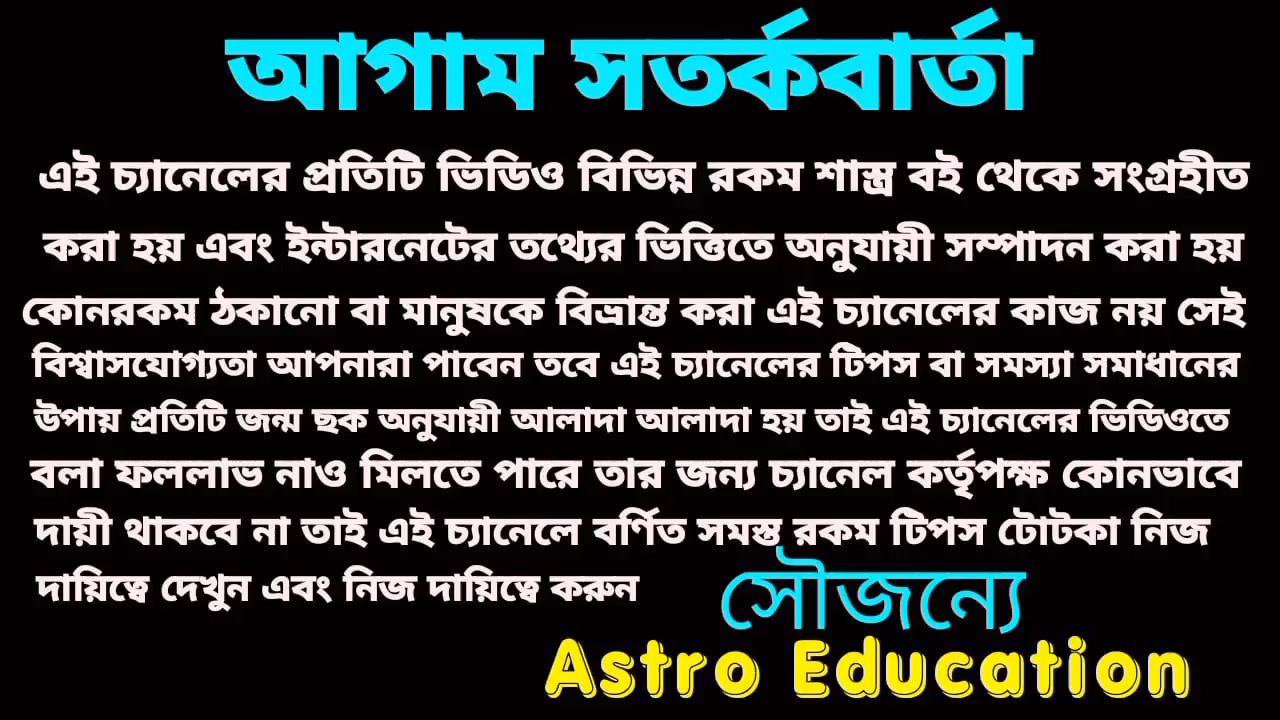 আগাম সতর্কবার্তা
এই চ্যানেলের প্রতিটি ভিডিও বিভিন্ন রকম শাস্ত্র বই থেকে সংগ্রহীত
করা হয় এবং ইন্টারনেটের তথ্যের ভিত্তিতে অনুযায়ী সম্পাদন করা হয়
কোনরকম ঠকানো বা মানুষকে বিভ্রান্ত করা এই চ্যানেলের কাজ নয় সেই
বিশ্বাসযোগ্যতা আপনারা পাবেন তবে এই চ্যানেলের টিপস বা সমস্যা সমাধানের
উপায় প্রতিটি জন্ম ছক অনুযায়ী আলাদা আলাদা হয় তাই এই চ্যানেলের ভিডিওতে
বলা ফললাভ নাও মিলতে পারে তার জন্য চ্যানেল কর্তৃপক্ষ কোনভাবে
দায়ী থাকবে না তাই এই চ্যানেলে বর্ণিত সমস্ত রকম টিপস টোটকা নিজ
দায়িত্বে দেখুন এবং নিজ দায়িত্বে করুন
সৌজন্যে
Astro Education